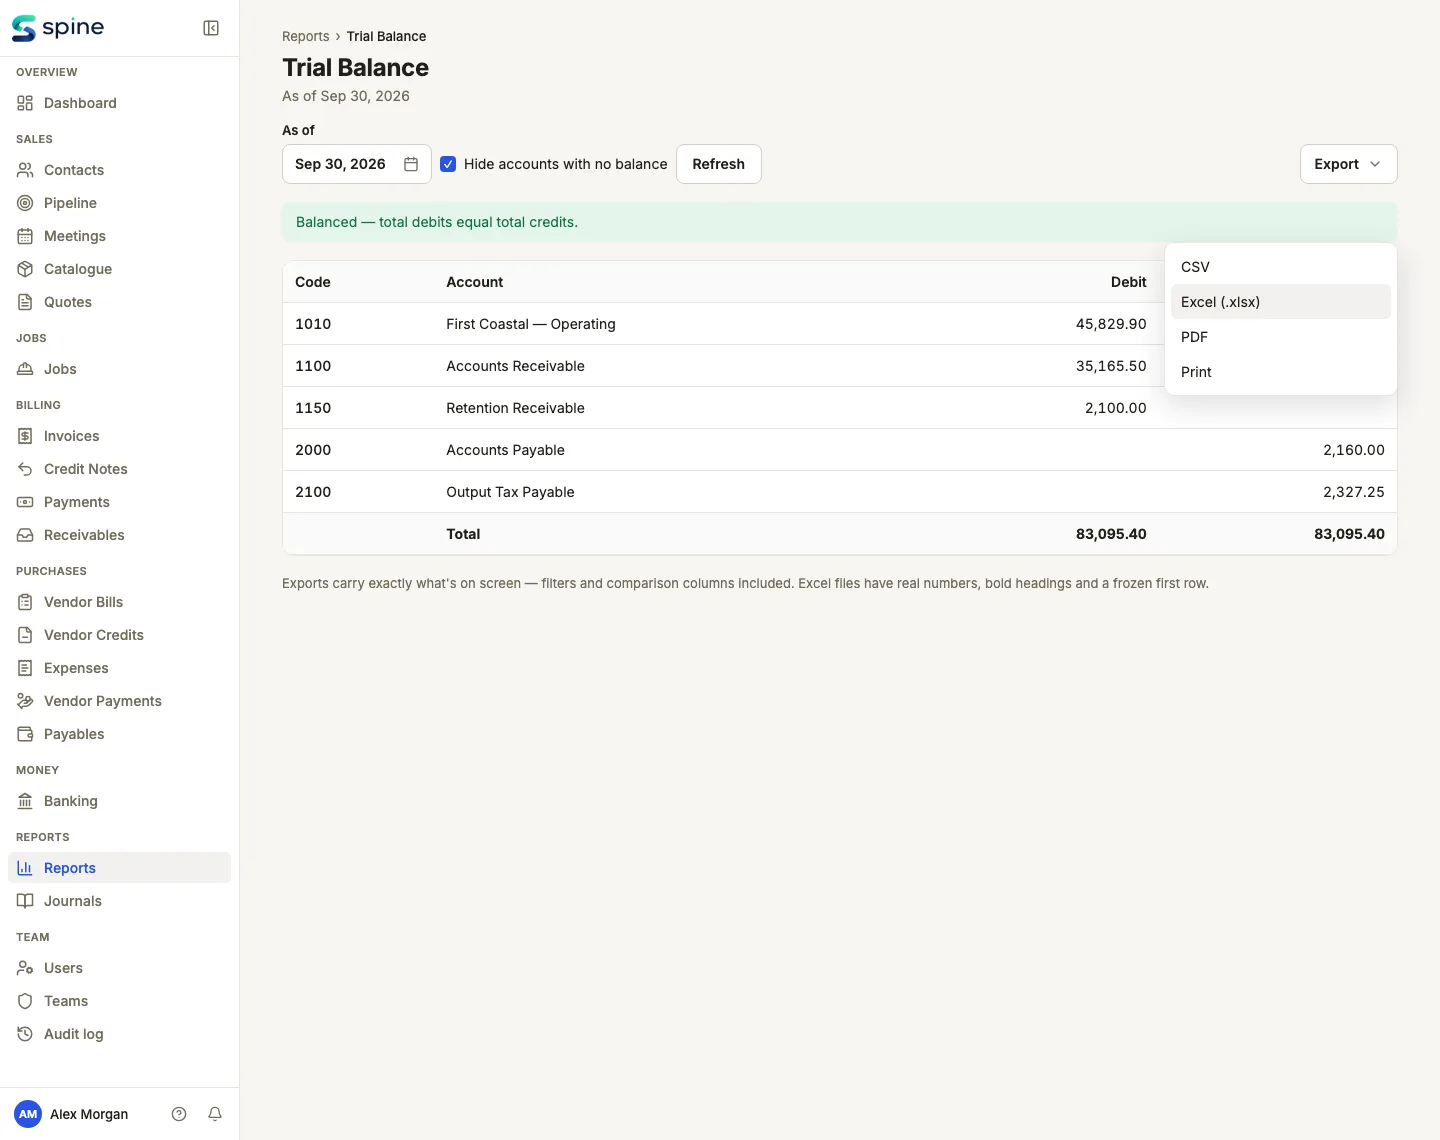 spine
OVERVIEW
Dashboard
SALES
Contacts
Pipeline
Meetings
Catalogue
Quotes
JOBS
Jobs
BILLING
Invoices
Credit Notes
Payments
Receivables
PURCHASES
Vendor Bills
Vendor Credits
Expenses
Vendor Payments
Payables
MONEY
Banking
REPORTS
Reports
Journals
TEAM
Users
Teams
Audit log
AM Alex Morgan
Reports › Trial Balance
Trial Balance
As of Sep 30, 2026
As of
Sep 30, 2026 Hide accounts with no balance Refresh Export
Balanced — total debits equal total credits.
CSV
Excel (.xlsx)
PDF
Print
Code Account Debit
1010 First Coastal — Operating 45,829.90
1100 Accounts Receivable 35,165.50
1150 Retention Receivable 2,100.00
2000 Accounts Payable 2,160.00
2100 Output Tax Payable 2,327.25
Total 83,095.40 83,095.40
Exports carry exactly what's on screen — filters and comparison columns included. Excel files have real numbers, bold headings and a frozen first row.